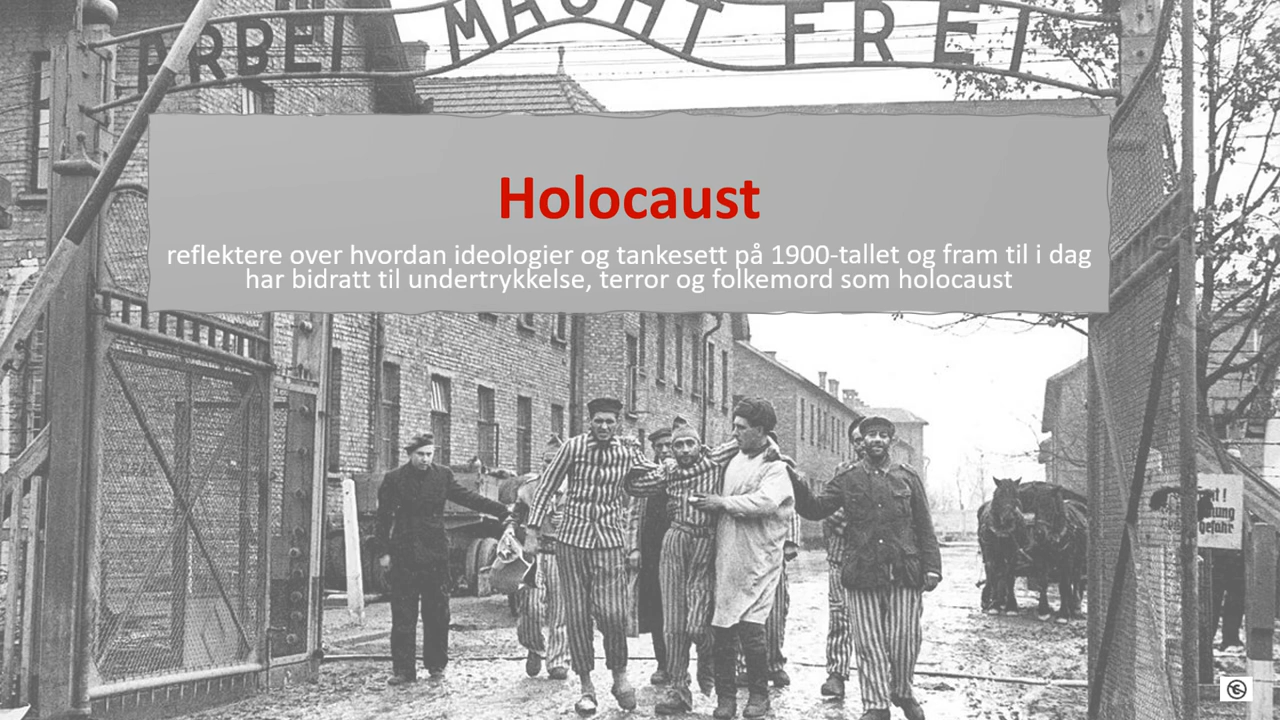 ARBEIT MACHT FREI
Holocaust
reflektere over hvordan ideologier og tankesett på 1900-tallet og fram til i dag
har bidratt til undertrykkelse, terror og folkemord som holocaust